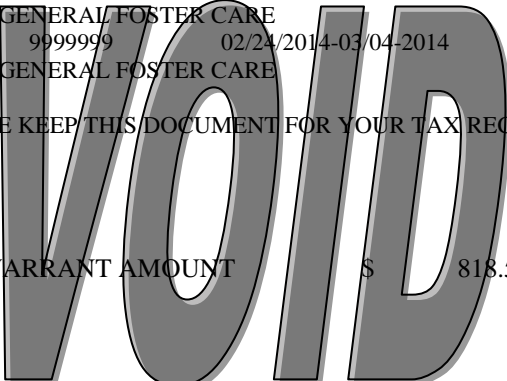 GENERAL FOSTER CARE
9999999 02/24/2014-03/04-2014
GENERAL FOSTER CARE
KEEP THIS DOCUMENT FOR YOUR TAX
AMOUNT $ 818.5
VOID